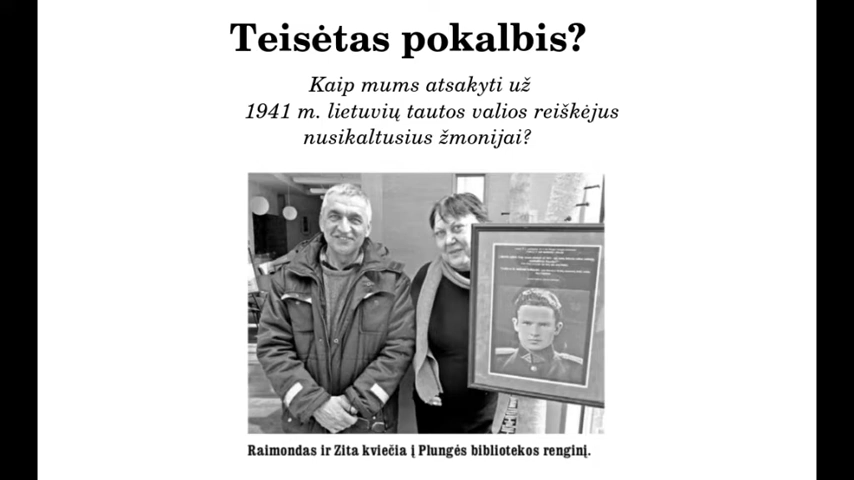 Teisėtas pokalbis?
Kaip mums atsakyti už
1941 m. lietuvių tautos valios reiškėjus
nusikaltusius žmonijai?
Raimondas ir Zita kviečia į Plungės bibliotekos renginį.